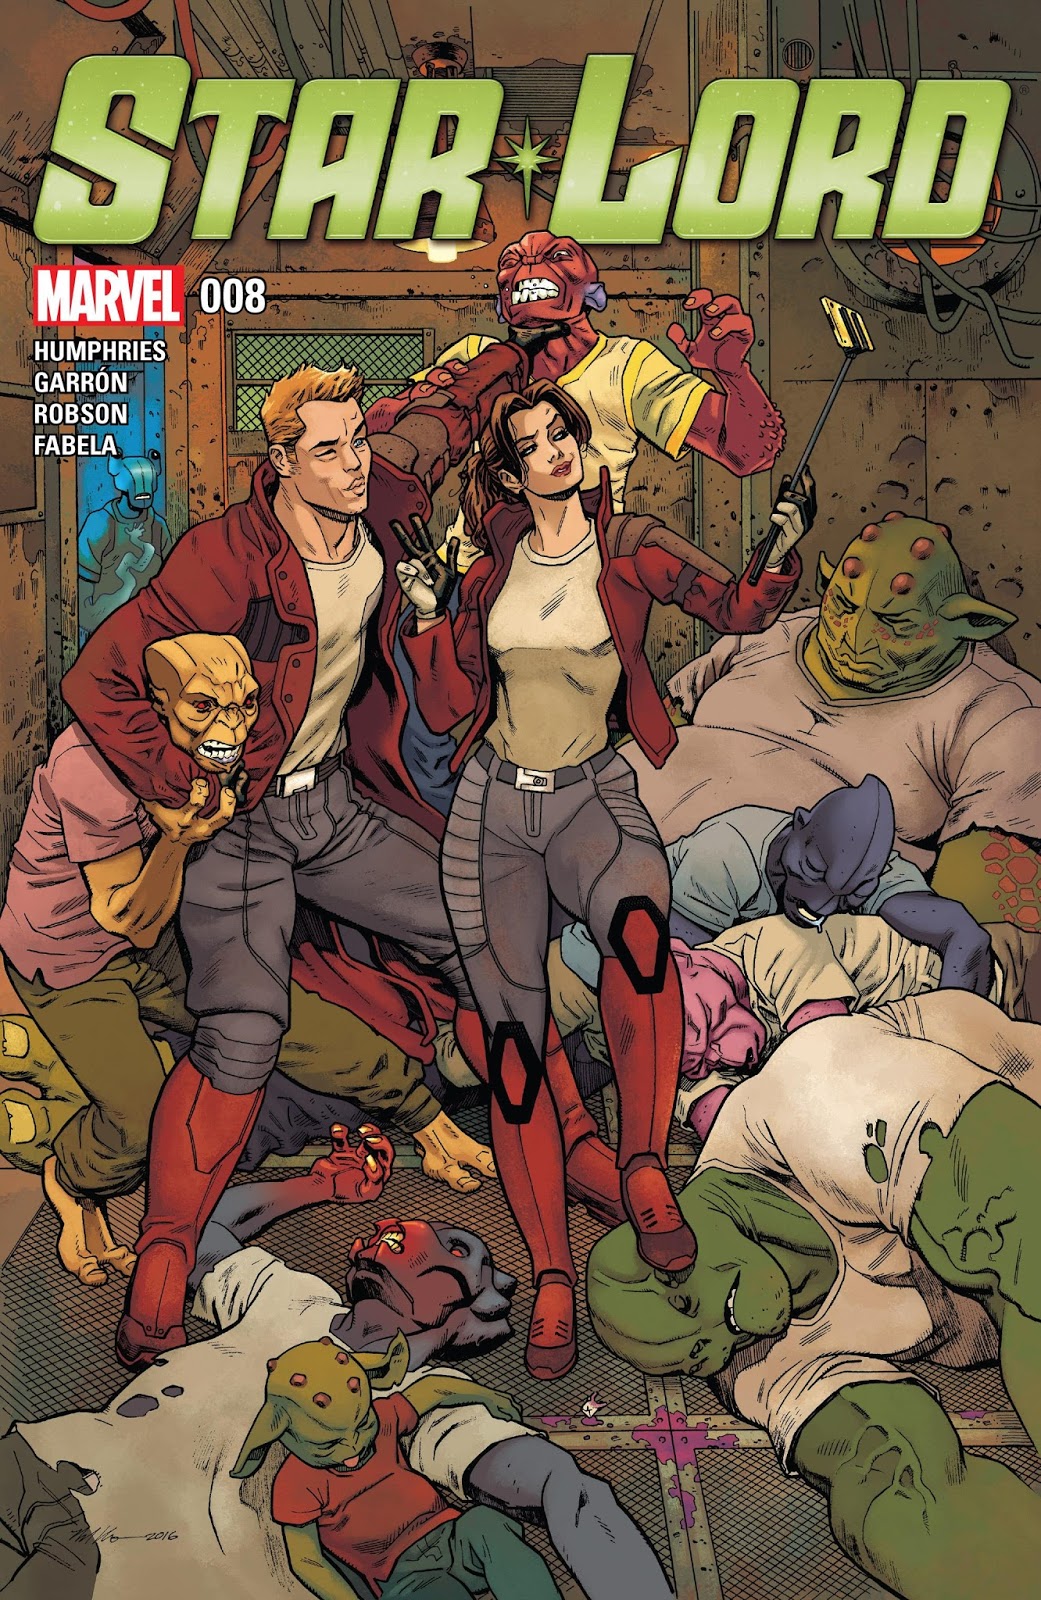 STAR LORD
MARVEL 008
HUMPHRIES
GARRÓN
ROBSON
FABELA
2016